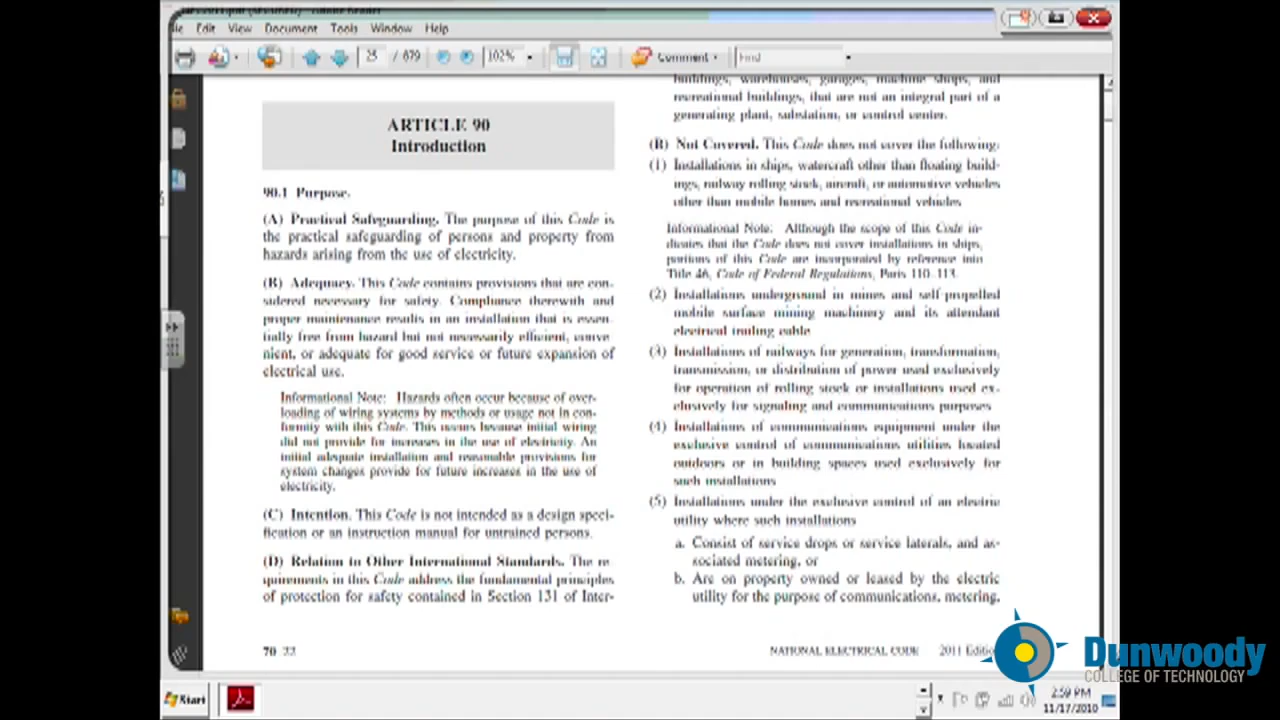 File Edit View Document Tools Window Help
25 / 879
102%
Comment
Find
ARTICLE 90
Introduction
90.1 Purpose.
(A) Practical Safeguarding. The purpose of this Code is
the practical safeguarding of persons and property from
hazards arising from the use of electricity.
(B) Adequacy. This Code contains provisions that are con-
sidered necessary for safety. Compliance therewith and
proper maintenance results in an installation that is essen-
tially free from hazard but not necessarily efficient, conve-
nient, or adequate for good service or future expansion of
electrical use.
Informational Note: Hazards often occur because of over-
loading of wiring systems by methods or usage not in con-
formity with this Code. This occurs because initial wiring
did not provide for increases in the use of electricity. An
initial adequate installation and reasonable provisions for
system changes provide for future increases in the use of
electricity.
(C) Intention. This Code is not intended as a design speci-
fication or an instruction manual for untrained persons.
(D) Relation to Other International Standards. The re-
quirements in this Code address the fundamental principles
of protection for safety contained in Section 131 of Inter-
70 22
buildings, warehouses, garages, machine shops, and
recreational buildings, that are not an integral part of a
generating plant, substation, or control center.
(B) Not Covered. This Code does not cover the following:
(1) Installations in ships, watercraft other than floating build-
ings, railway rolling stock, aircraft, or automotive vehicles
other than mobile homes and recreational vehicles
Informational Note: Although the scope of this Code in-
dicates that the Code does not cover installations in ships,
portions of this Code are incorporated by reference into
Title 46, Code of Federal Regulations, Parts 110–113.
(2) Installations underground in mines and self-propelled
mobile surface mining machinery and its attendant
electrical trailing cable
(3) Installations of railways for generation, transformation,
transmission, or distribution of power used exclusively
for operation of rolling stock or installations used ex-
clusively for signaling and communications purposes
(4) Installations of communications equipment under the
exclusive control of communications utilities located
outdoors or in building spaces used exclusively for
such installations
(5) Installations under the exclusive control of an electric
utility where such installations
a. Consist of service drops or service laterals, and as-
sociated metering, or
b. Are on property owned or leased by the electric
utility for the purpose of communications, metering,
NATIONAL ELECTRICAL CODE 2011 Edition
Dunwoody
COLLEGE OF TECHNOLOGY
Start
2:59 PM
11/17/2010